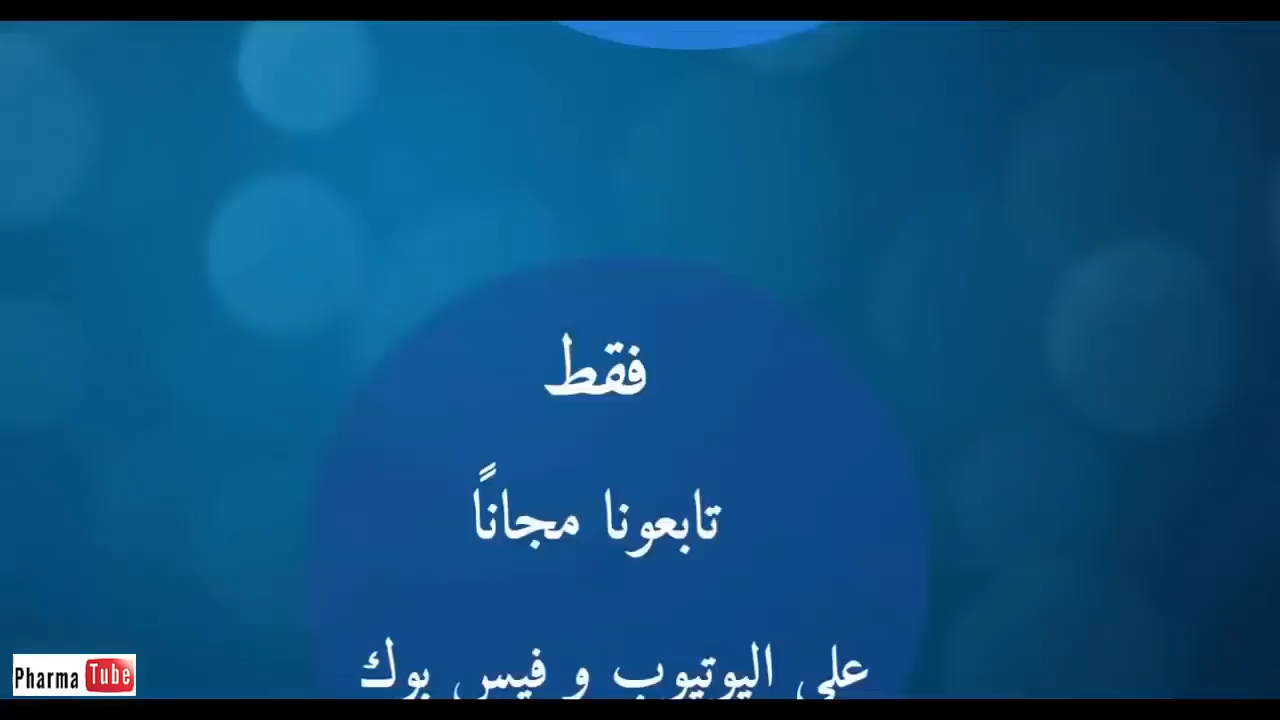 فقط
تابعونا مجاناً
على اليوتيوب و فيس بوك
Pharma Tube